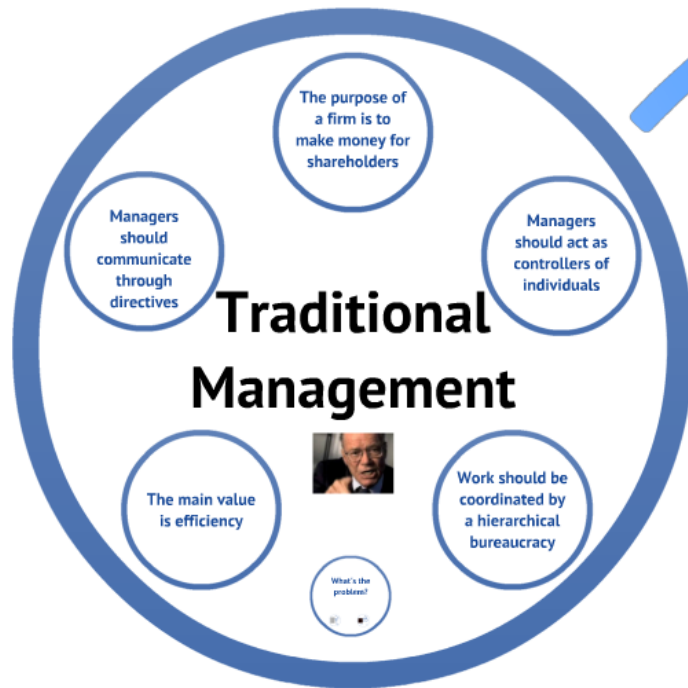 The purpose of
a firm is to
make money for
shareholders
Managers
should
communicate
through
directives
Managers
should act as
controllers of
individuals
Traditional
Management
The main value
is efficiency
Work should be
coordinated by
a hierarchical
bureaucracy
What's the
problem?